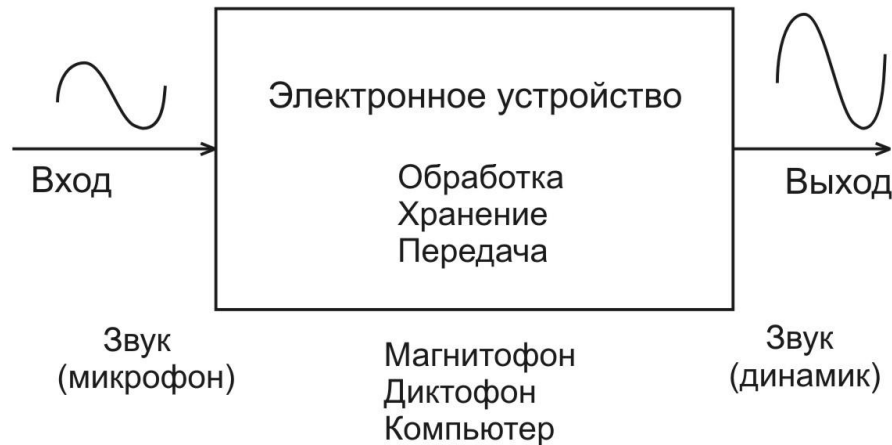 Электронное устройство
Вход
Обработка
Хранение
Передача
Выход
Звук
(микрофон)
Магнитофон
Диктофон
Компьютер
Звук
(динамик)